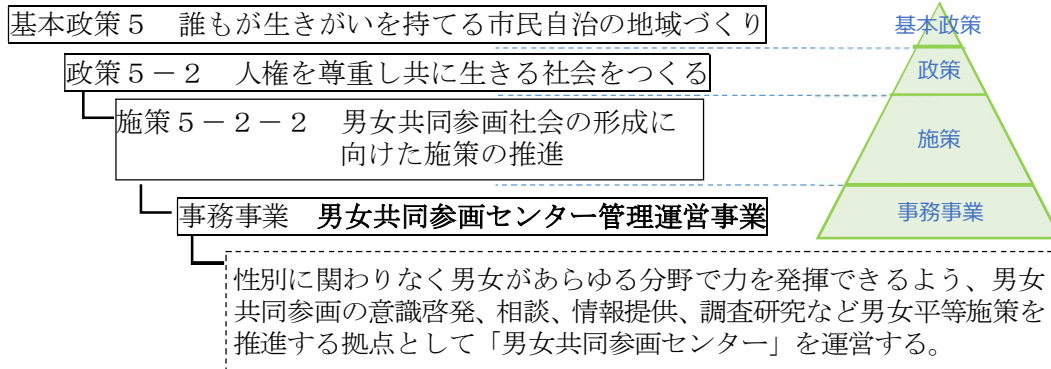 基本政策５　誰もが生きがいを持てる市民自治の地域づくり
政策５－２　人権を尊重し共に生きる社会をつくる
施策５－２－２　男女共同参画社会の形成に
向けた施策の推進
事務事業　男女共同参画センター管理運営事業
性別に関わりなく男女があらゆる分野で力を発揮できるよう、男女
共同参画の意識啓発、相談、情報提供、調査研究など男女平等施策を
推進する拠点として「男女共同参画センター」を運営する。
基本政策
政策
施策
事務事業